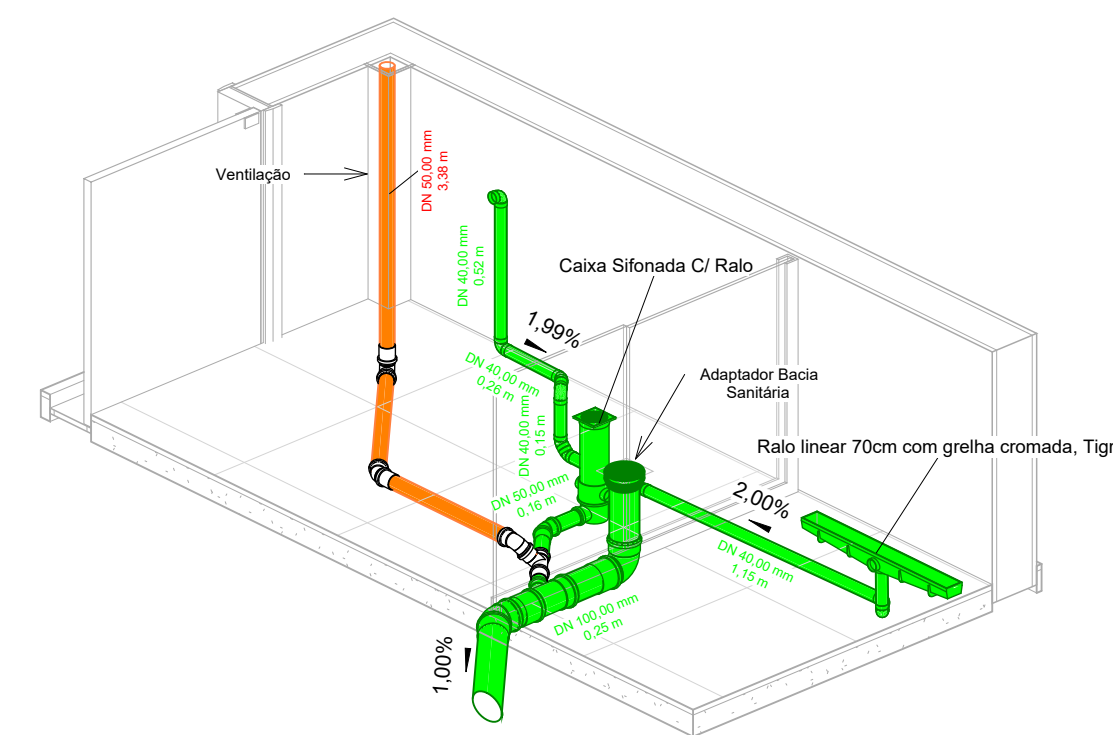 Ventilação
DN 50,00 mm
3,38 m
DN 40,00 mm
0,52 m
Caixa Sifonada C/ Ralo
1,99%
DN 40,00 mm
0,26 m
DN 40,00 mm
0,15 m
Adaptador Bacia
Sanitária
Ralo linear 70cm com grelha cromada, Tigr
DN 50,00 mm
0,16 m
2,00%
DN 40,00 mm
1,15 m
DN 100,00 mm
0,25 m
1,00%